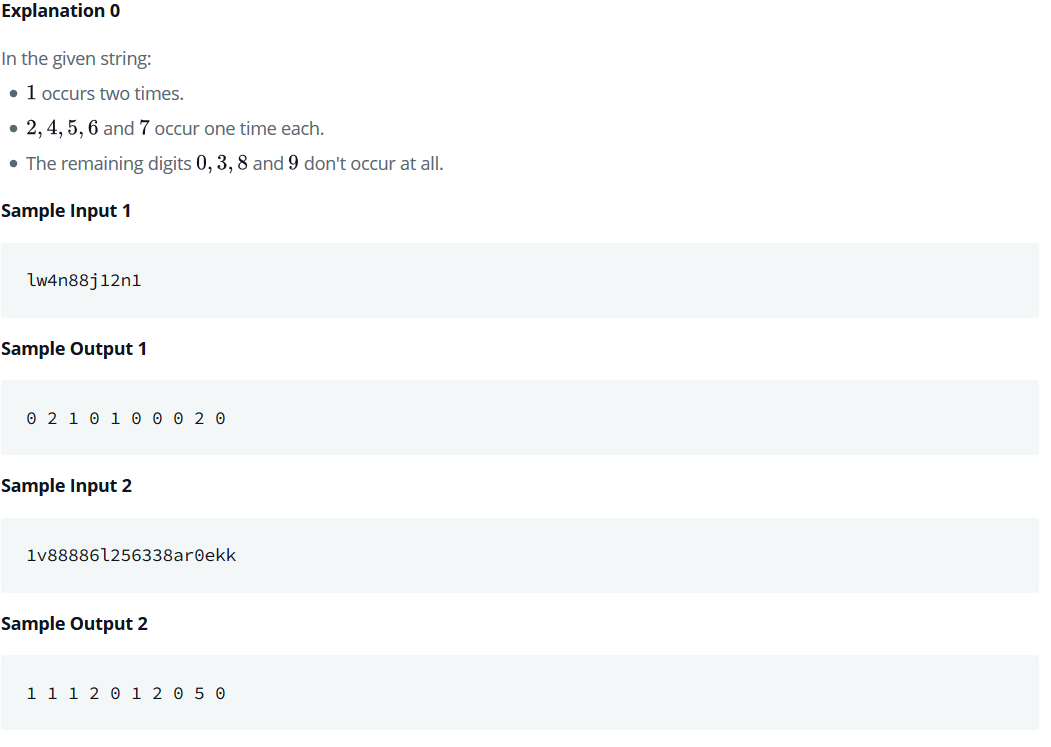 Explanation 0
In the given string:
• 1 occurs two times.
• 2, 4, 5, 6 and 7 occur one time each.
• The remaining digits 0, 3, 8 and 9 don't occur at all.
Sample Input 1
lw4n88j12n1
Sample Output 1
0 2 1 0 1 0 0 0 2 0
Sample Input 2
1v88886l256338ar0ekk
Sample Output 2
1 1 1 2 0 1 2 0 5 0